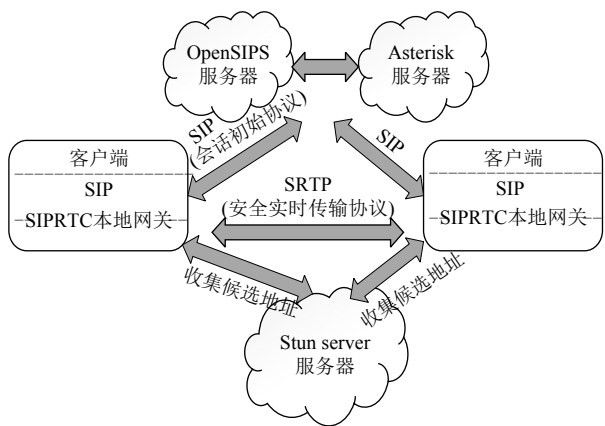 OpenSIPS
服务器
Asterisk
服务器
SIP
(会话初始协议)
SIP
客户端
SIP
SIPRTC本地网关
SRTP
(安全实时传输协议)
客户端
SIP
SIPRTC本地网关
收集候选地址
收集候选地址
Stun server
服务器